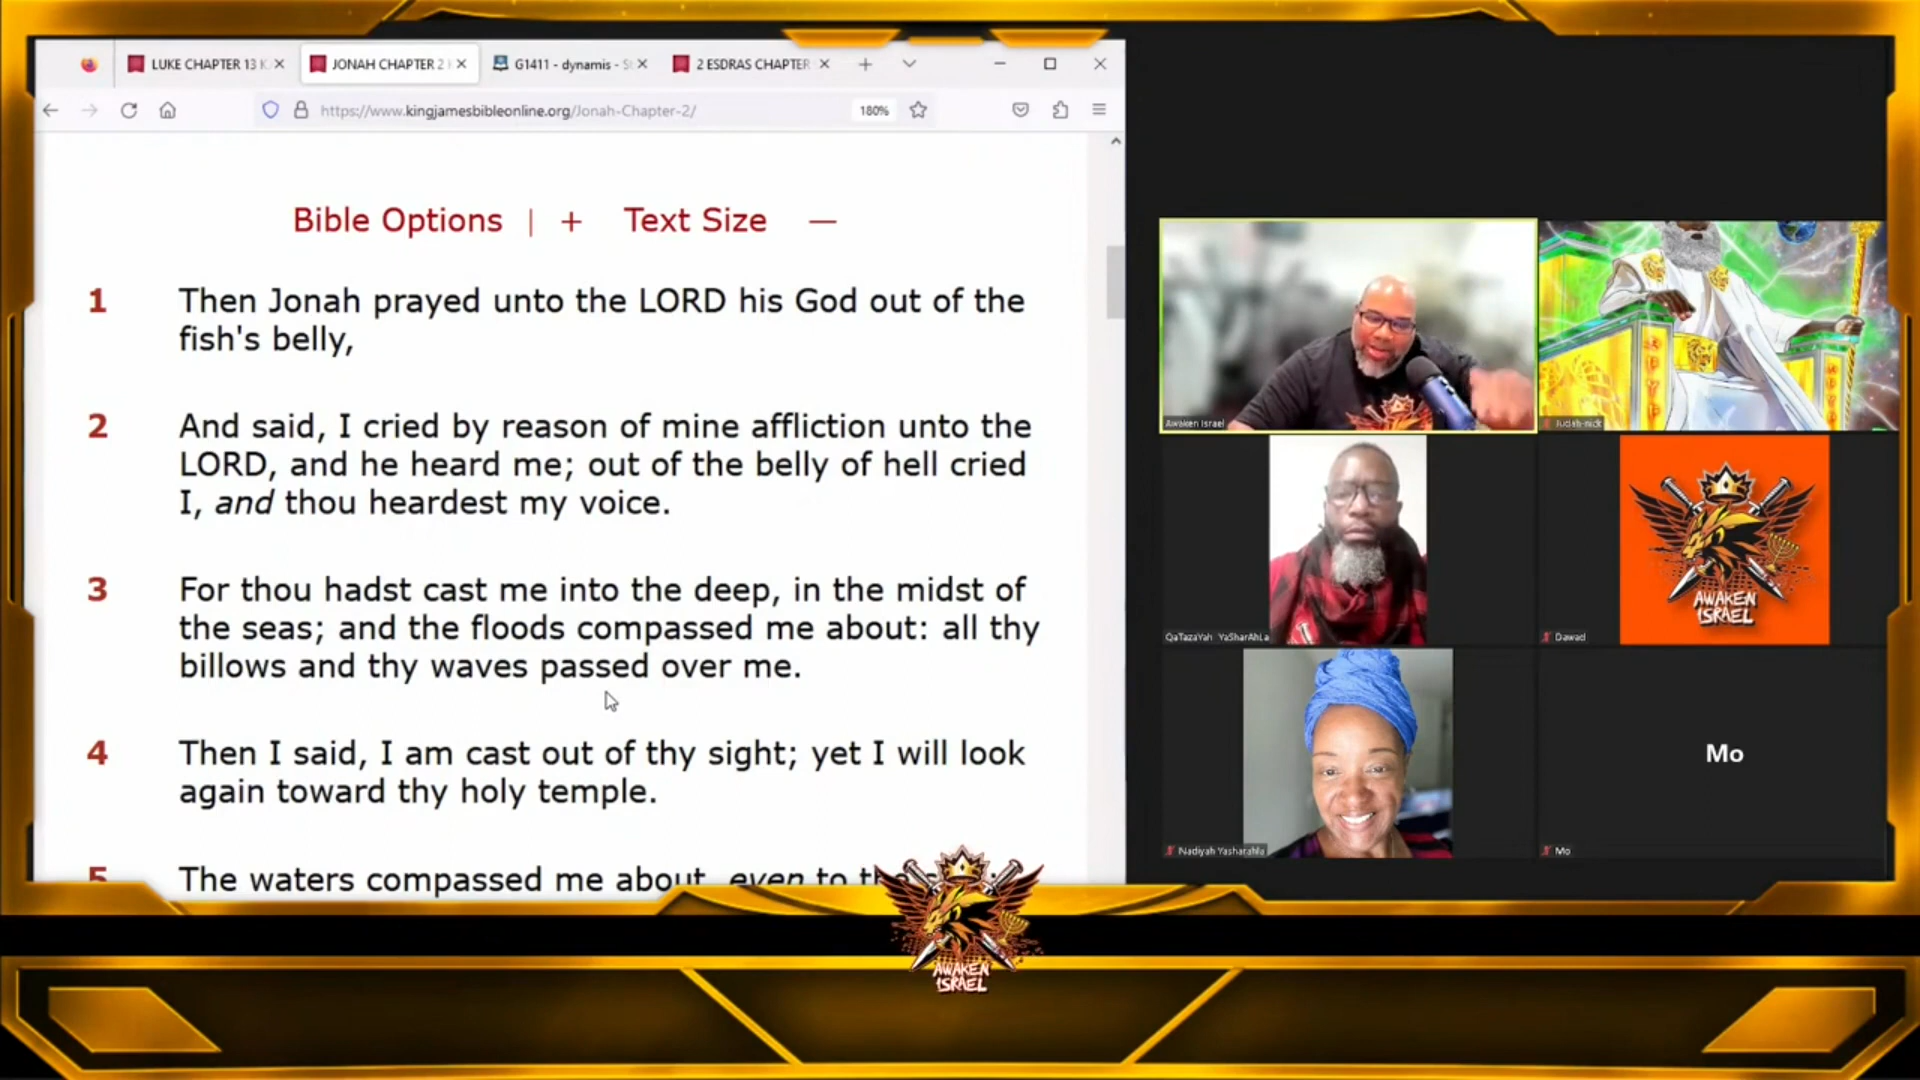 LUKE CHAPTER 13 K
JONAH CHAPTER 2
G1411 - dynamis - S
2 ESDRAS CHAPTER
https://www.kingjamesbibleonline.org/Jonah-Chapter-2/
180%
Bible Options | + Text Size —
1 Then Jonah prayed unto the LORD his God out of the
fish's belly,
2 And said, I cried by reason of mine affliction unto the
LORD, and he heard me; out of the belly of hell cried
I, and thou heardest my voice.
3 For thou hadst cast me into the deep, in the midst of
the seas; and the floods compassed me about: all thy
billows and thy waves passed over me.
4 Then I said, I am cast out of thy sight; yet I will look
again toward thy holy temple.
5 The waters compassed me about, even to
Awaken Israel
Judah-nick
QaTazaYah YaSharAhLa
AWAKEN
ISRAEL
Dawad
Nadiyah Yasharahla
Mo
Mo
AWAKEN
ISRAEL